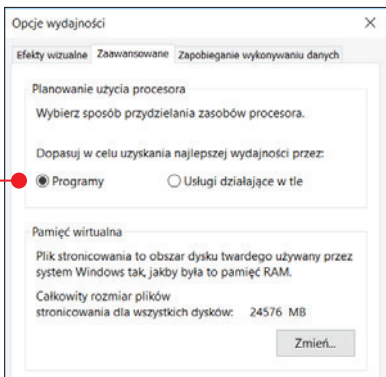 Opcje wydajności
Efekty wizualne Zaawansowane Zapobieganie wykonywaniu danych
Planowanie użycia procesora
Wybierz sposób przydzielania zasobów procesora.
Dopasuj w celu uzyskania najlepszej wydajności przez:
Programy Usługi działające w tle
Pamięć wirtualna
Plik stronicowania to obszar dysku twardego używany przez
system Windows tak, jakby była to pamięć RAM.
Całkowity rozmiar plików
stronicowania dla wszystkich dysków: 24576 MB
Zmień...